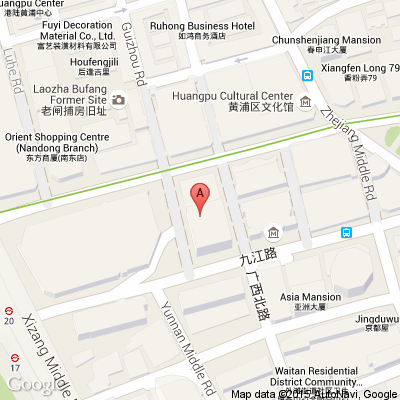 Huangpu Center
港陆黄浦中心
Fuyi Decoration
Material Co., Ltd.
富艺装潢材料有限公司
Ruhong Business Hotel
如鸿商务酒店
Chunshenjiang Mansion
春申江大厦
Houfengjili
后逢吉里
Guizhou Rd
Luhe Rd
Xiangfen Long 79
香粉弄79
Laozha Bufang
Former Site
老闸捕房旧址
Huangpu Cultural Center
黄浦区文化馆
Zhejiang Middle Rd
Orient Shopping Centre
(Nandong Branch)
东方商厦(南东店)
A
九江路
广西北路
Asia Mansion
亚洲大厦
20
17
Xizang Middle
Yunnan Middle Rd
Jingduwu
京都屋
Waitan Residential
District Community
Google
Map data ©2015 AutoNavi, Google